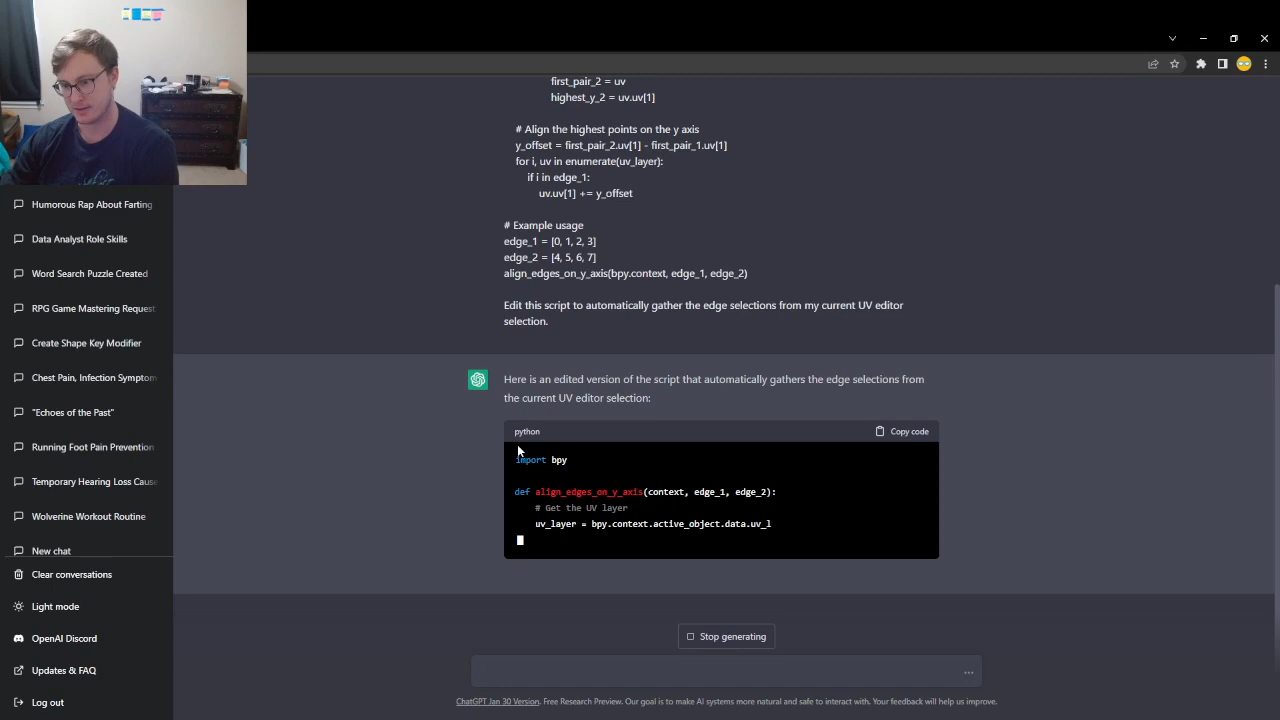 first_pair_2 = uv
highest_y_2 = uv.uv[1]
# Align the highest points on the y axis
y_offset = first_pair_2.uv[1] - first_pair_1.uv[1]
for i, uv in enumerate(uv_layer):
if i in edge_1:
uv.uv[1] += y_offset
# Example usage
edge_1 = [0, 1, 2, 3]
edge_2 = [4, 5, 6, 7]
align_edges_on_y_axis(bpy.context, edge_1, edge_2)
Edit this script to automatically gather the edge selections from my current UV editor
selection.
Here is an edited version of the script that automatically gathers the edge selections from
the current UV editor selection:
python
Copy code
import bpy
def align_edges_on_y_axis(context, edge_1, edge_2):
# Get the UV layer
uv_layer = bpy.context.active_object.data.uv_l
Stop generating
ChatGPT Jan 30 Version. Free Research Preview. Our goal is to make AI systems more natural and safe to interact with. Your feedback will help us improve.
Humorous Rap About Farting
Data Analyst Role Skills
Word Search Puzzle Created
RPG Game Mastering Request
Create Shape Key Modifier
Chest Pain, Infection Symptom
"Echoes of the Past"
Running Foot Pain Prevention
Temporary Hearing Loss Cause
Wolverine Workout Routine
New chat
Clear conversations
Light mode
OpenAI Discord
Updates & FAQ
Log out